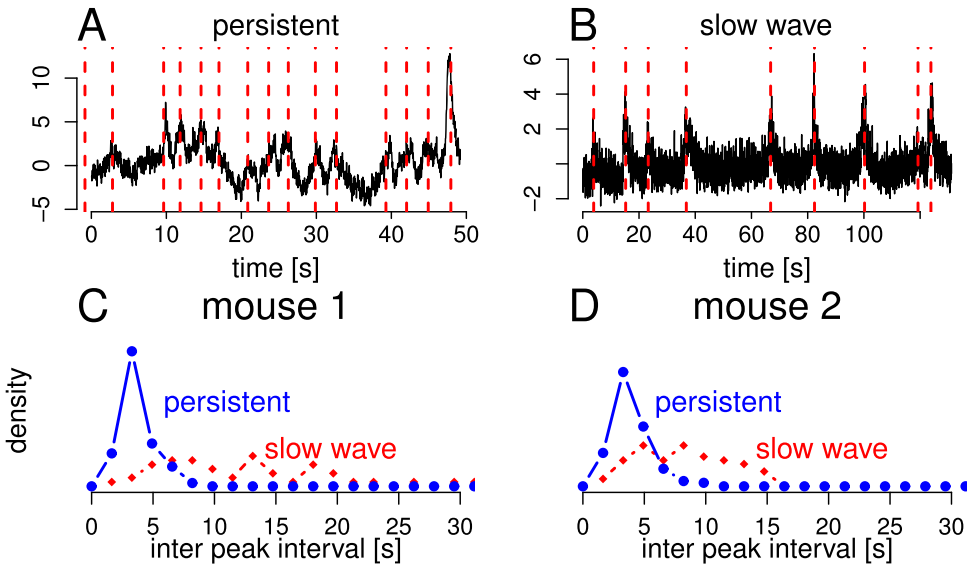 A persistent
10
5
0
−5
0 10 20 30 40 50
time [s]
B slow wave
6
4
2
−2
0 20 40 60 80 100
time [s]
C mouse 1
density
persistent
slow wave
0 5 10 15 20 25 30
inter peak interval [s]
D mouse 2
persistent
slow wave
0 5 10 15 20 25 30
inter peak interval [s]